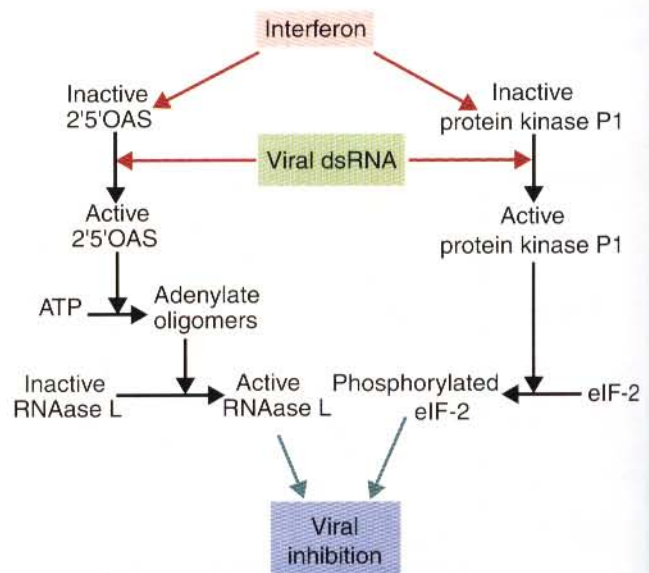 Interferon
Inactive
2'5'OAS
Inactive
protein kinase P1
Viral dsRNA
Active
2'5'OAS
Active
protein kinase P1
ATP
Adenylate
oligomers
Inactive
RNAase L
Active
RNAase L
Phosphorylated
eIF-2
eIF-2
Viral
inhibition